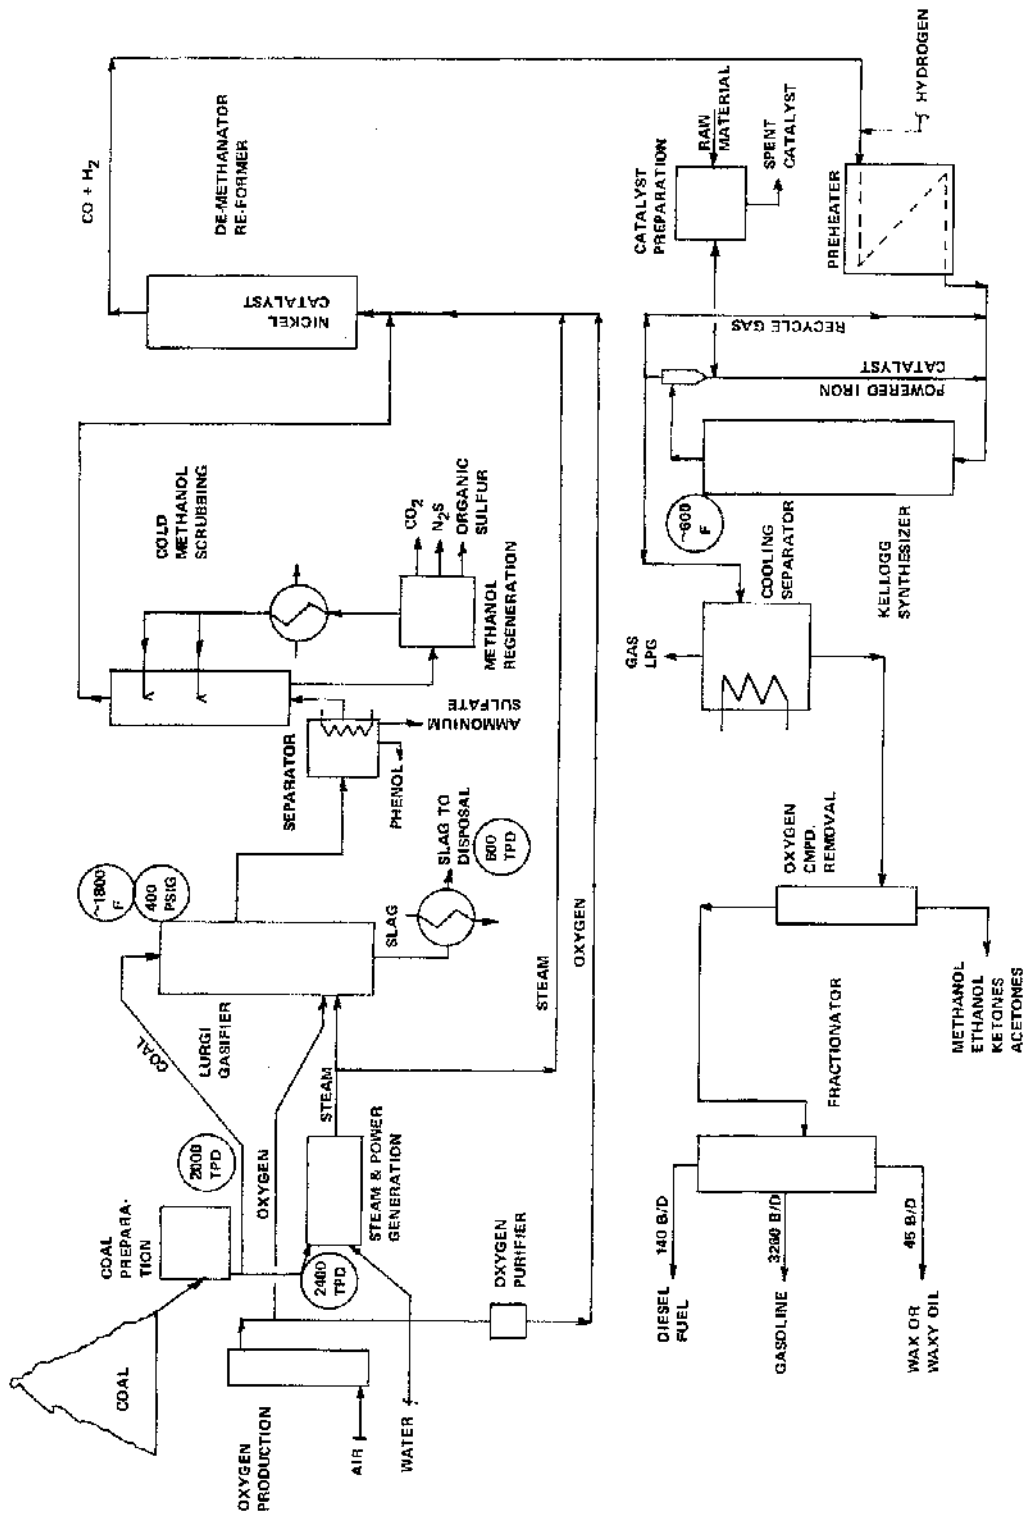 COAL
COAL
PREPARA-
TION
OXYGEN
PRODUCTION
AIR
WATER
2400
TPD
OXYGEN
PURIFIER
STEAM & POWER
GENERATION
OXYGEN
STEAM
COAL
LURGI
GASIFIER
~1800
F
400
PSIG
SLAG
SLAG TO
DISPOSAL
600
TPD
STEAM
OXYGEN
SEPARATOR
PHENOL
AMMONIUM
SULFATE
COLD
METHANOL
SCRUBBING
METHANOL
REGENERATION
CO2
N2S
ORGANIC
SULFUR
NICKEL
CATALYST
DE-METHANATOR
RE-FORMER
CO + H2
HYDROGEN
PREHEATER
CATALYST
PREPARATION
RAW
MATERIAL
SPENT
CATALYST
RECYCLE GAS
POWERED IRON
CATALYST
~600
F
KELLOGG
SYNTHESIZER
COOLING
SEPARATOR
GAS
LPG
OXYGEN
CMPD.
REMOVAL
METHANOL
ETHANOL
KETONES
ACETONES
FRACTIONATOR
140 B/D
DIESEL
FUEL
3260 B/D
GASOLINE
45 B/D
WAX OR
WAXY OIL